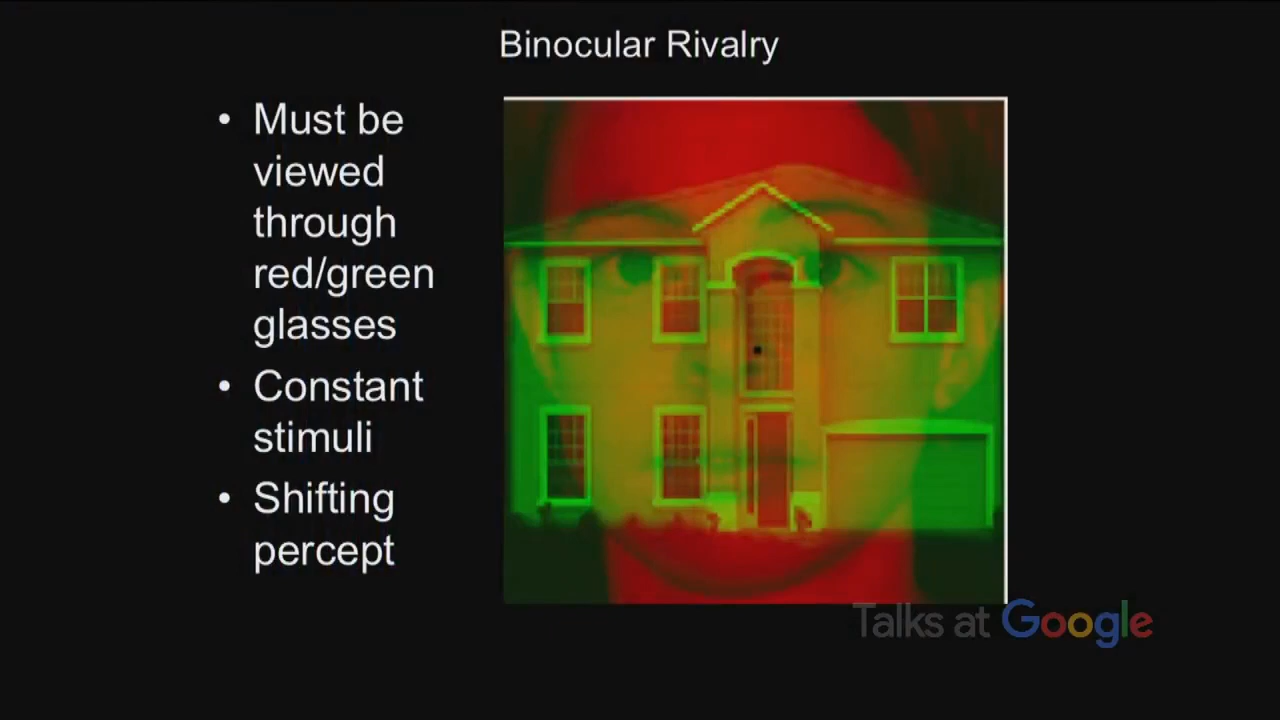 Binocular Rivalry
• Must be
viewed
through
red/green
glasses
• Constant
stimuli
• Shifting
percept
Talks at Google